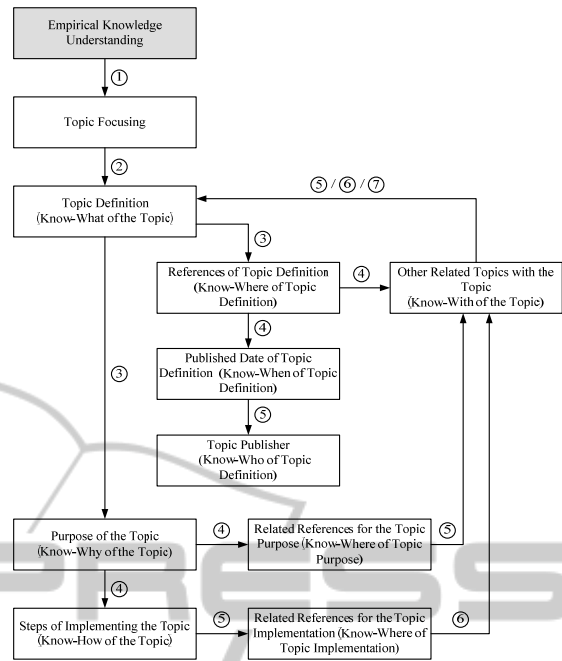 Empirical Knowledge
Understanding
①
Topic Focusing
②
Topic Definition
(Know-What of the Topic)
⑤ / ⑥ / ⑦
③
References of Topic Definition
(Know-Where of Topic
Definition)
④
Other Related Topics with the
Topic
(Know-With of the Topic)
④
Published Date of Topic
Definition (Know-When of Topic
Definition)
③
⑤
Topic Publisher
(Know-Who of Topic
Definition)
Purpose of the Topic
(Know-Why of the Topic)
④
Related References for the Topic
Purpose (Know-Where of Topic
Purpose)
⑤
④
Steps of Implementing the Topic
(Know-How of the Topic)
⑤
Related References for the Topic
Implementation (Know-Where of
Topic Implementation)
⑥
PRESS